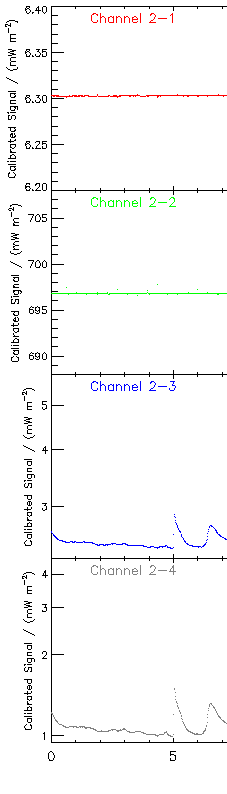 6.40
Channel 2-1
6.35
6.30
6.25
6.20
Calibrated Signal / (mW m⁻²)
Channel 2-2
705
700
695
690
Calibrated Signal / (mW m⁻²)
Channel 2-3
5
4
3
Calibrated Signal / (mW m⁻²)
Channel 2-4
4
3
2
1
Calibrated Signal / (mW m⁻²)
0 5